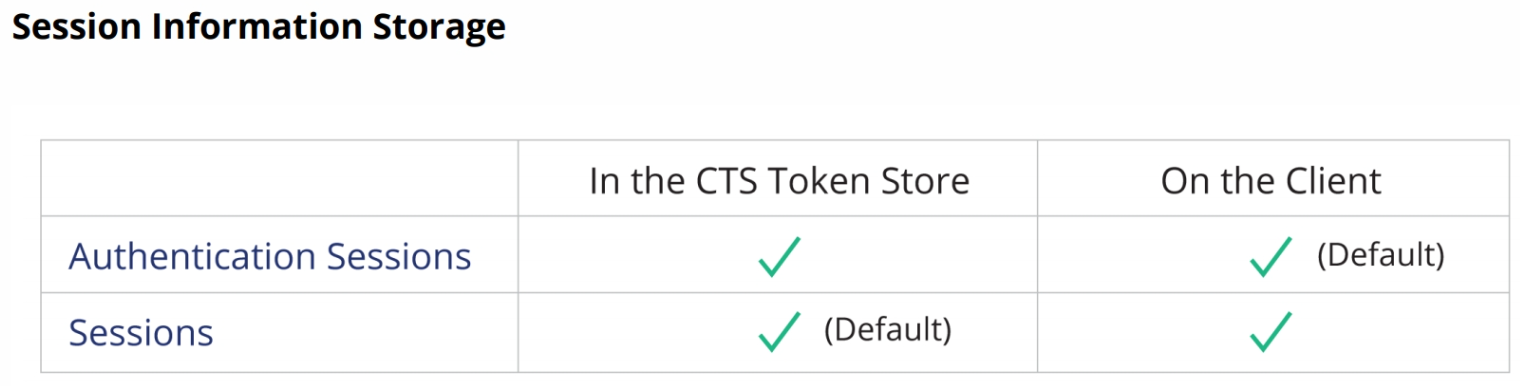 Session Information Storage
In the CTS Token Store
On the Client
Authentication Sessions
(Default)
Sessions
(Default)